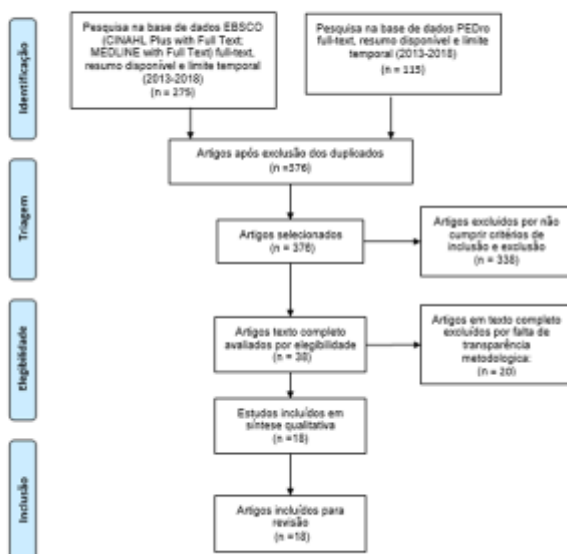 Identificação
Pesquisa na base de dados EBSCO
(CINAHL Plus with Full Text;
MEDLINE with Full Text) full-text,
resumo disponível e limite temporal
(2013-2018)
(n = 275)
Pesquisa na base de dados PEDro
full-text, resumo disponível e limite
temporal (2013-2018)
(n = 115)
Artigos após exclusão dos duplicados
(n =376)
Triagem
Artigos selecionados
(n = 376)
Artigos excluídos por não
cumprir critérios de
inclusão e exclusão
(n = 338)
Elegibilidade
Artigos texto completo
avaliados por elegibilidade
(n = 38)
Artigos em texto completo
excluídos por falta de
transparência
metodologica:
(n = 20)
Estudos incluídos em
síntese qualitativa
(n =18)
Inclusão
Artigos incluídos para
revisão
(n =18)